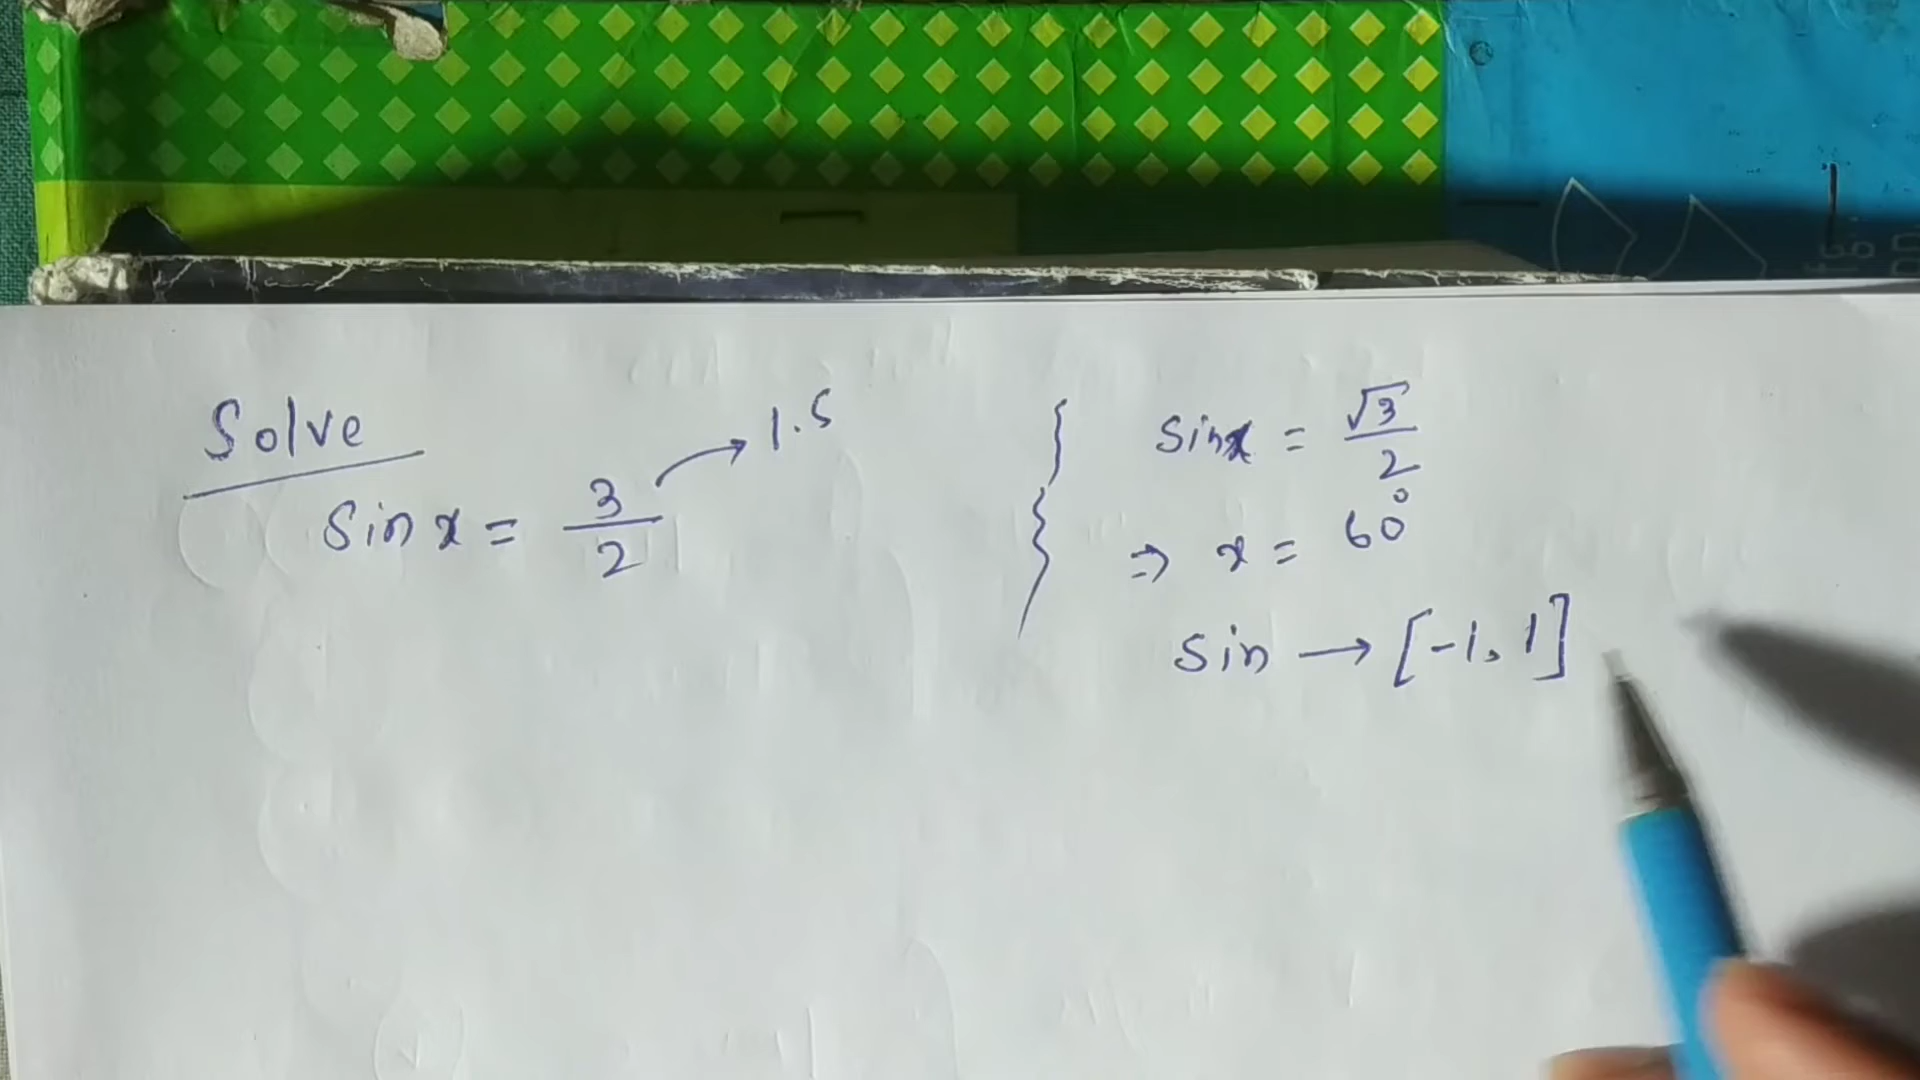 Solve
sin x = 3/2 → 1.5
sin x = √3/2
⇒ x = 60°
sin → [-1, 1]